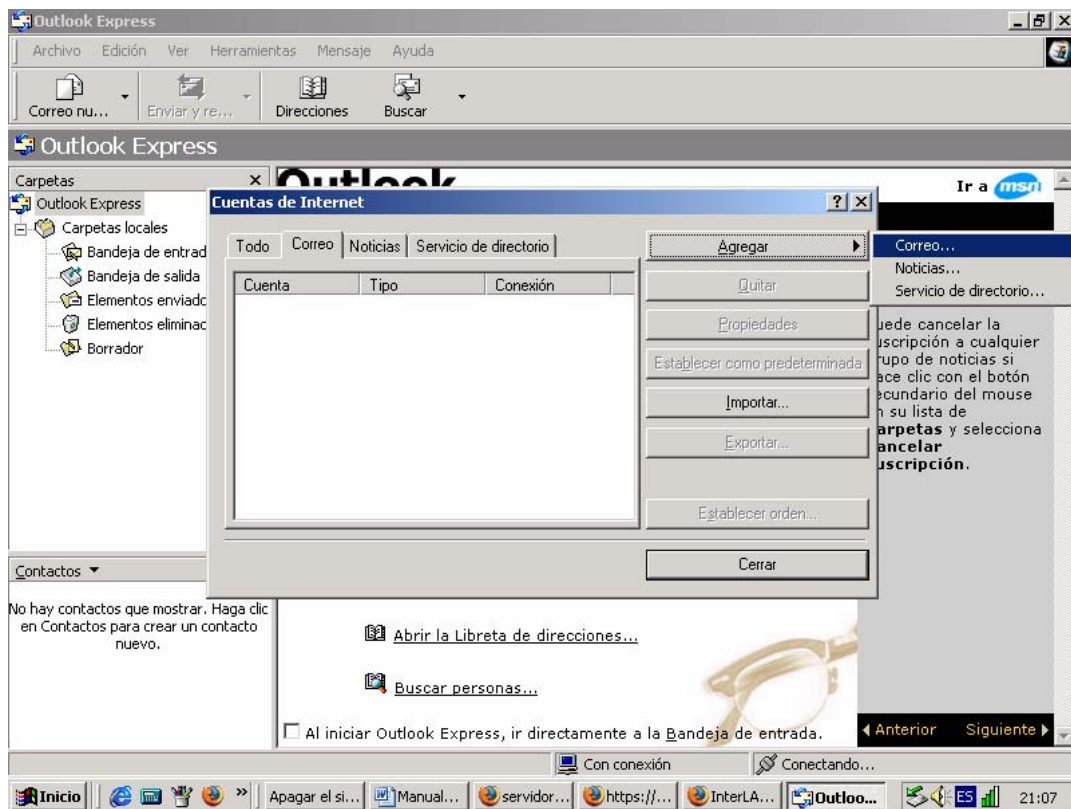 Outlook Express
Archivo Edición Ver Herramientas Mensaje Ayuda
Correo nu... Enviar y re... Direcciones Buscar
Outlook Express
Carpetas
Outlook Express
Carpetas locales
Bandeja de entrad
Bandeja de salida
Elementos enviado
Elementos eliminac
Borrador
Contactos
No hay contactos que mostrar. Haga clic
en Contactos para crear un contacto
nuevo.
Outlook
Ir a msn
Cuentas de Internet
Todo Correo Noticias Servicio de directorio
Cuenta Tipo Conexión
Agregar
Quitar
Propiedades
Establecer como predeterminada
Importar...
Exportar...
Establecer orden...
Cerrar
Correo...
Noticias...
Servicio de directorio...
uede cancelar la
uscripción a cualquier
rupo de noticias si
ace clic con el botón
ecundario del mouse
n su lista de
arpetas y selecciona
ancelar
uscripción.
Abrir la Libreta de direcciones...
Buscar personas...
Al iniciar Outlook Express, ir directamente a la Bandeja de entrada.
Anterior Siguiente
Con conexión Conectando...
Inicio » Apagar el si... Manual... servidor... https://... InterLA... Outloo... ES 21:07